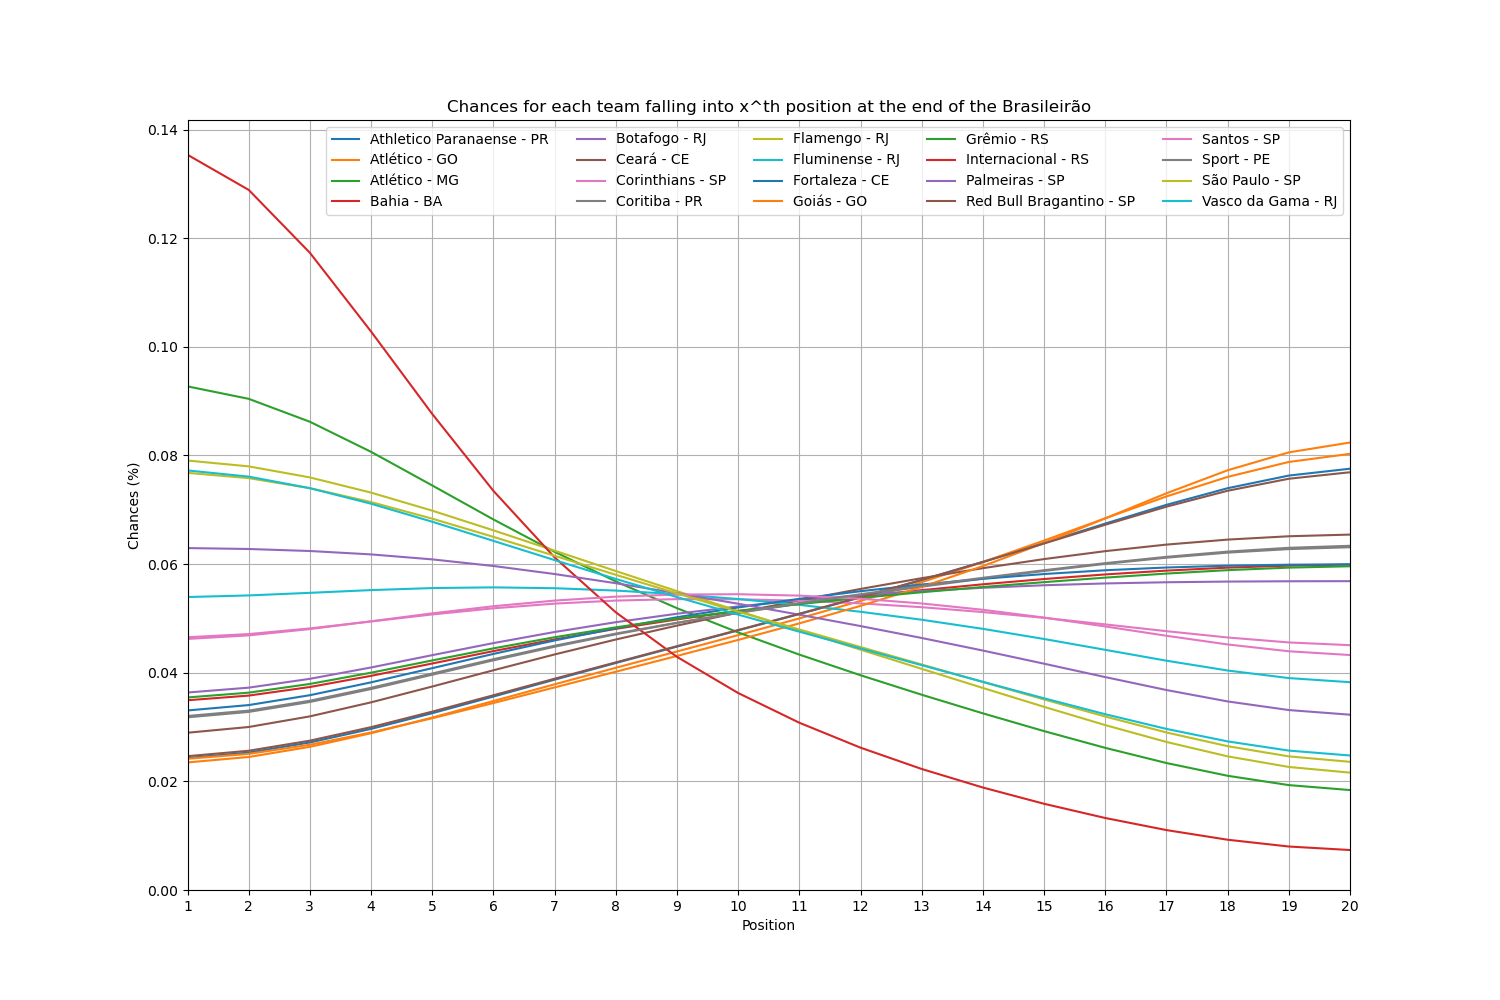 Chances for each team falling into x^th position at the end of the Brasileirão
Athletico Paranaense - PR
Atlético - GO
Atlético - MG
Bahia - BA
Botafogo - RJ
Ceará - CE
Corinthians - SP
Coritiba - PR
Flamengo - RJ
Fluminense - RJ
Fortaleza - CE
Goiás - GO
Grêmio - RS
Internacional - RS
Palmeiras - SP
Red Bull Bragantino - SP
Santos - SP
Sport - PE
São Paulo - SP
Vasco da Gama - RJ
Chances (%)
0.14
0.12
0.10
0.08
0.06
0.04
0.02
0.00
1 2 3 4 5 6 7 8 9 10 11 12 13 14 15 16 17 18 19 20
Position